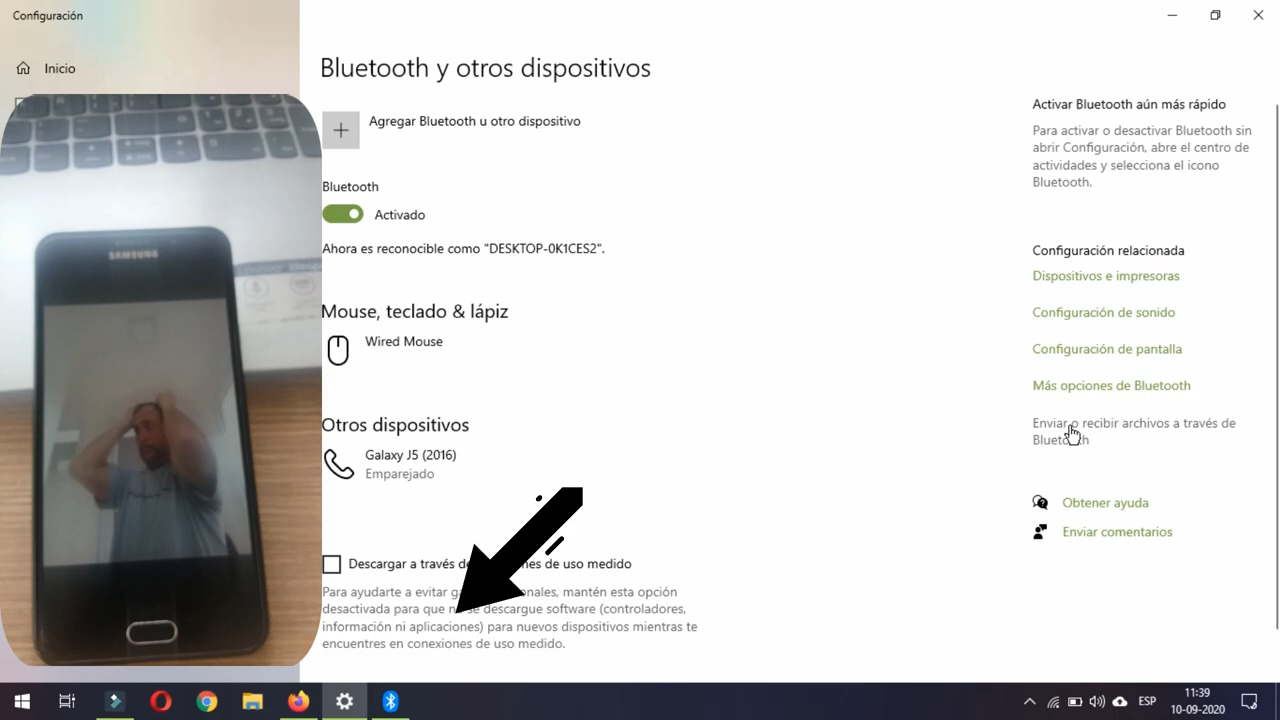 Configuración
Inicio
SAMSUNG
Bluetooth y otros dispositivos
Agregar Bluetooth u otro dispositivo
Bluetooth
Activado
Ahora es reconocible como "DESKTOP-0K1CES2".
Mouse, teclado & lápiz
Wired Mouse
Otros dispositivos
Galaxy J5 (2016)
Emparejado
Descargar a través de de uso medido
Para ayudarte a evitar mantén esta opción
desactivada para que se descargue software (controladores,
información ni aplicaciones) para nuevos dispositivos mientras te
encuentres en conexiones de uso medido.
Activar Bluetooth aún más rápido
Para activar o desactivar Bluetooth sin
abrir Configuración, abre el centro de
actividades y selecciona el icono
Bluetooth.
Configuración relacionada
Dispositivos e impresoras
Configuración de sonido
Configuración de pantalla
Más opciones de Bluetooth
Enviar o recibir archivos a través de
Bluetooth
Obtener ayuda
Enviar comentarios
ESP
11:39
10-09-2020